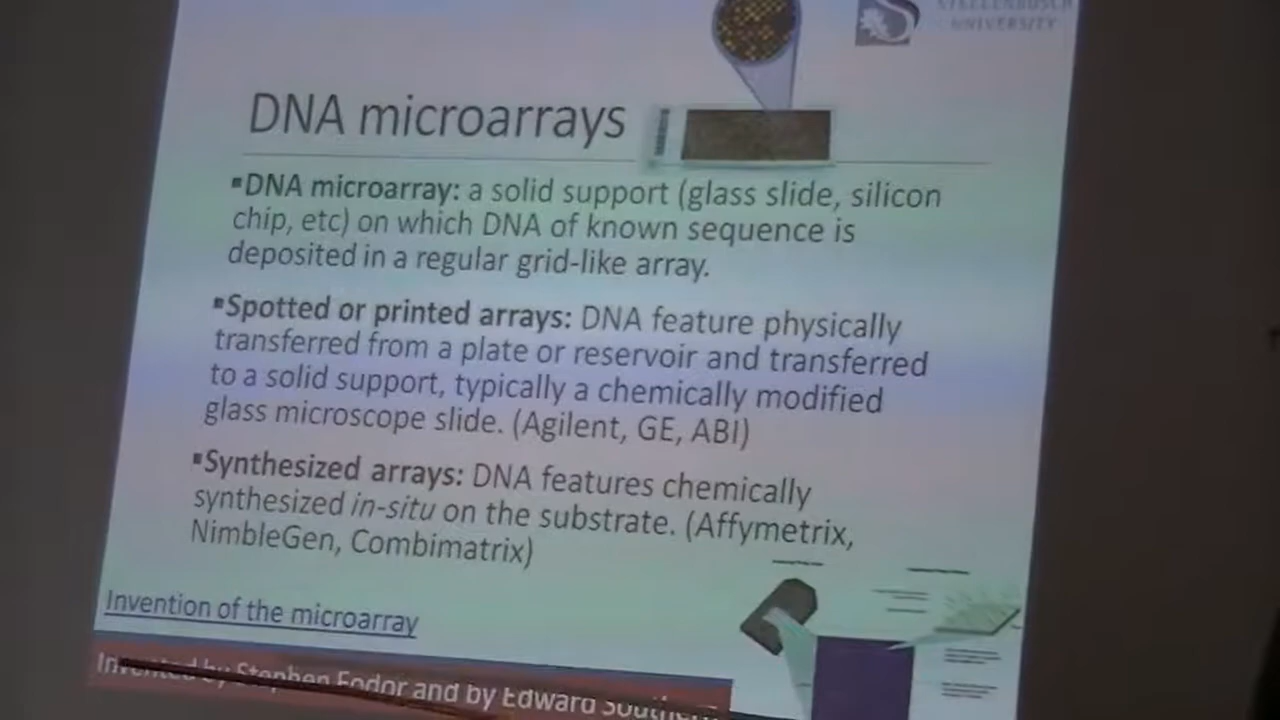 STELLENBOSCH
UNIVERSITY
DNA microarrays
▪DNA microarray: a solid support (glass slide, silicon
chip, etc) on which DNA of known sequence is
deposited in a regular grid-like array.
▪Spotted or printed arrays: DNA feature physically
transferred from a plate or reservoir and transferred
to a solid support, typically a chemically modified
glass microscope slide. (Agilent, GE, ABI)
▪Synthesized arrays: DNA features chemically
synthesized in-situ on the substrate. (Affymetrix,
NimbleGen, Combimatrix)
Invention of the microarray
Invented by Stephen Fodor and by Edward Southern